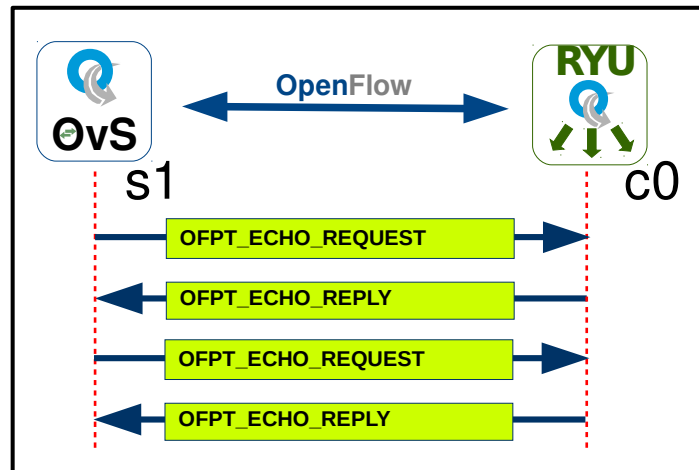 RYU
OpenFlow
OvS
s1
c0
OFPT_ECHO_REQUEST
OFPT_ECHO_REPLY
OFPT_ECHO_REQUEST
OFPT_ECHO_REPLY